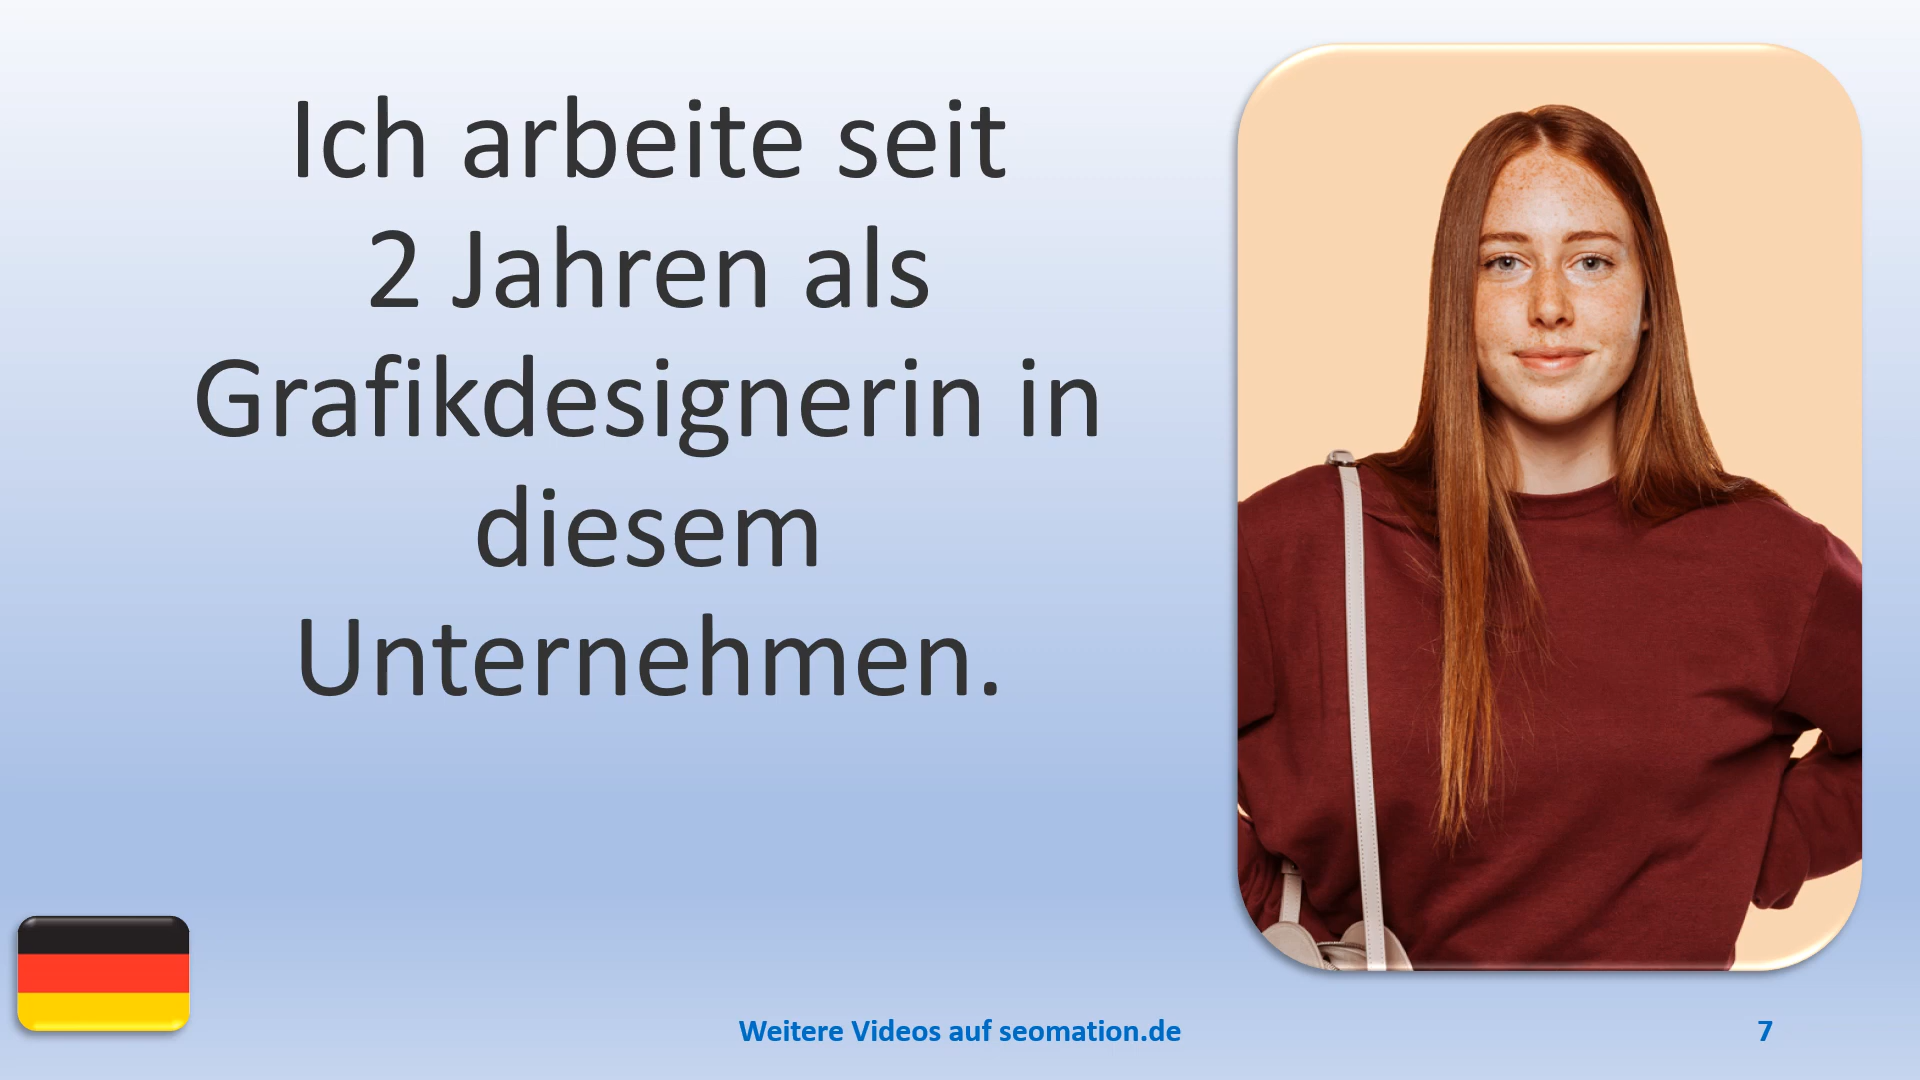 Ich arbeite seit
2 Jahren als
Grafikdesignerin in
diesem
Unternehmen.
Weitere Videos auf seomation.de
7